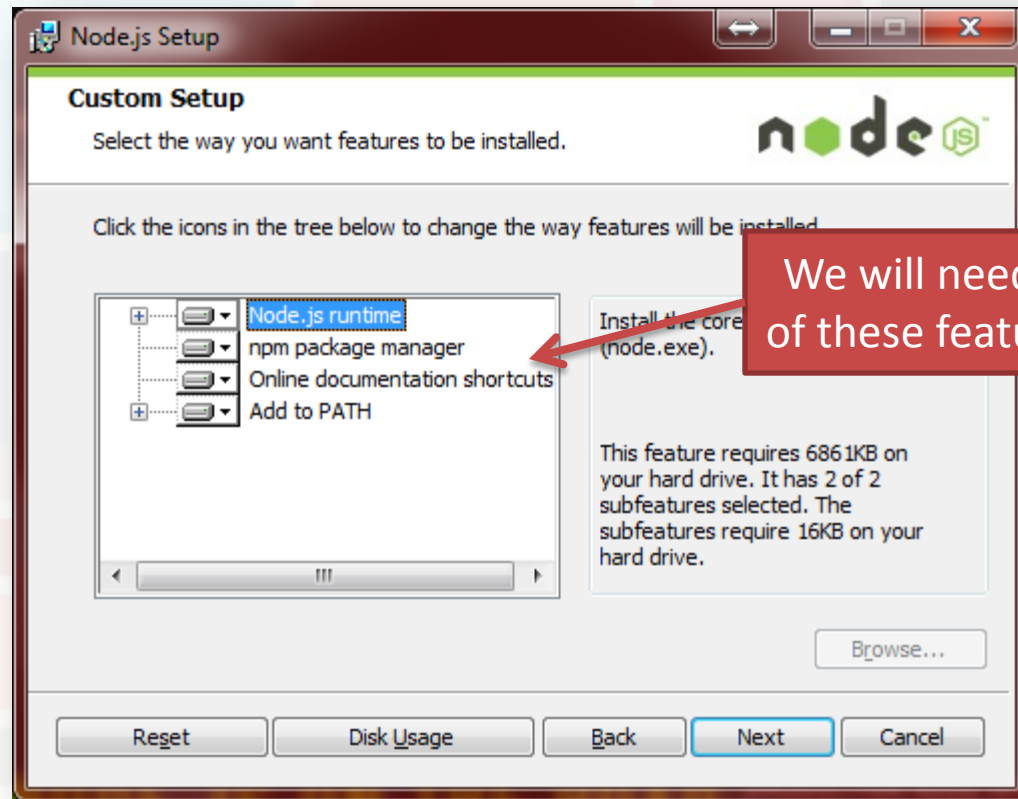 Node.js Setup
Custom Setup
Select the way you want features to be installed.
node JS
Click the icons in the tree below to change the way features will be installed.
We will need
of these feat
Node.js runtime
npm package manager
Online documentation shortcuts
Add to PATH
Install the core
(node.exe).
This feature requires 6861KB on
your hard drive. It has 2 of 2
subfeatures selected. The
subfeatures require 16KB on your
hard drive.
Browse...
Reset Disk Usage Back Next Cancel